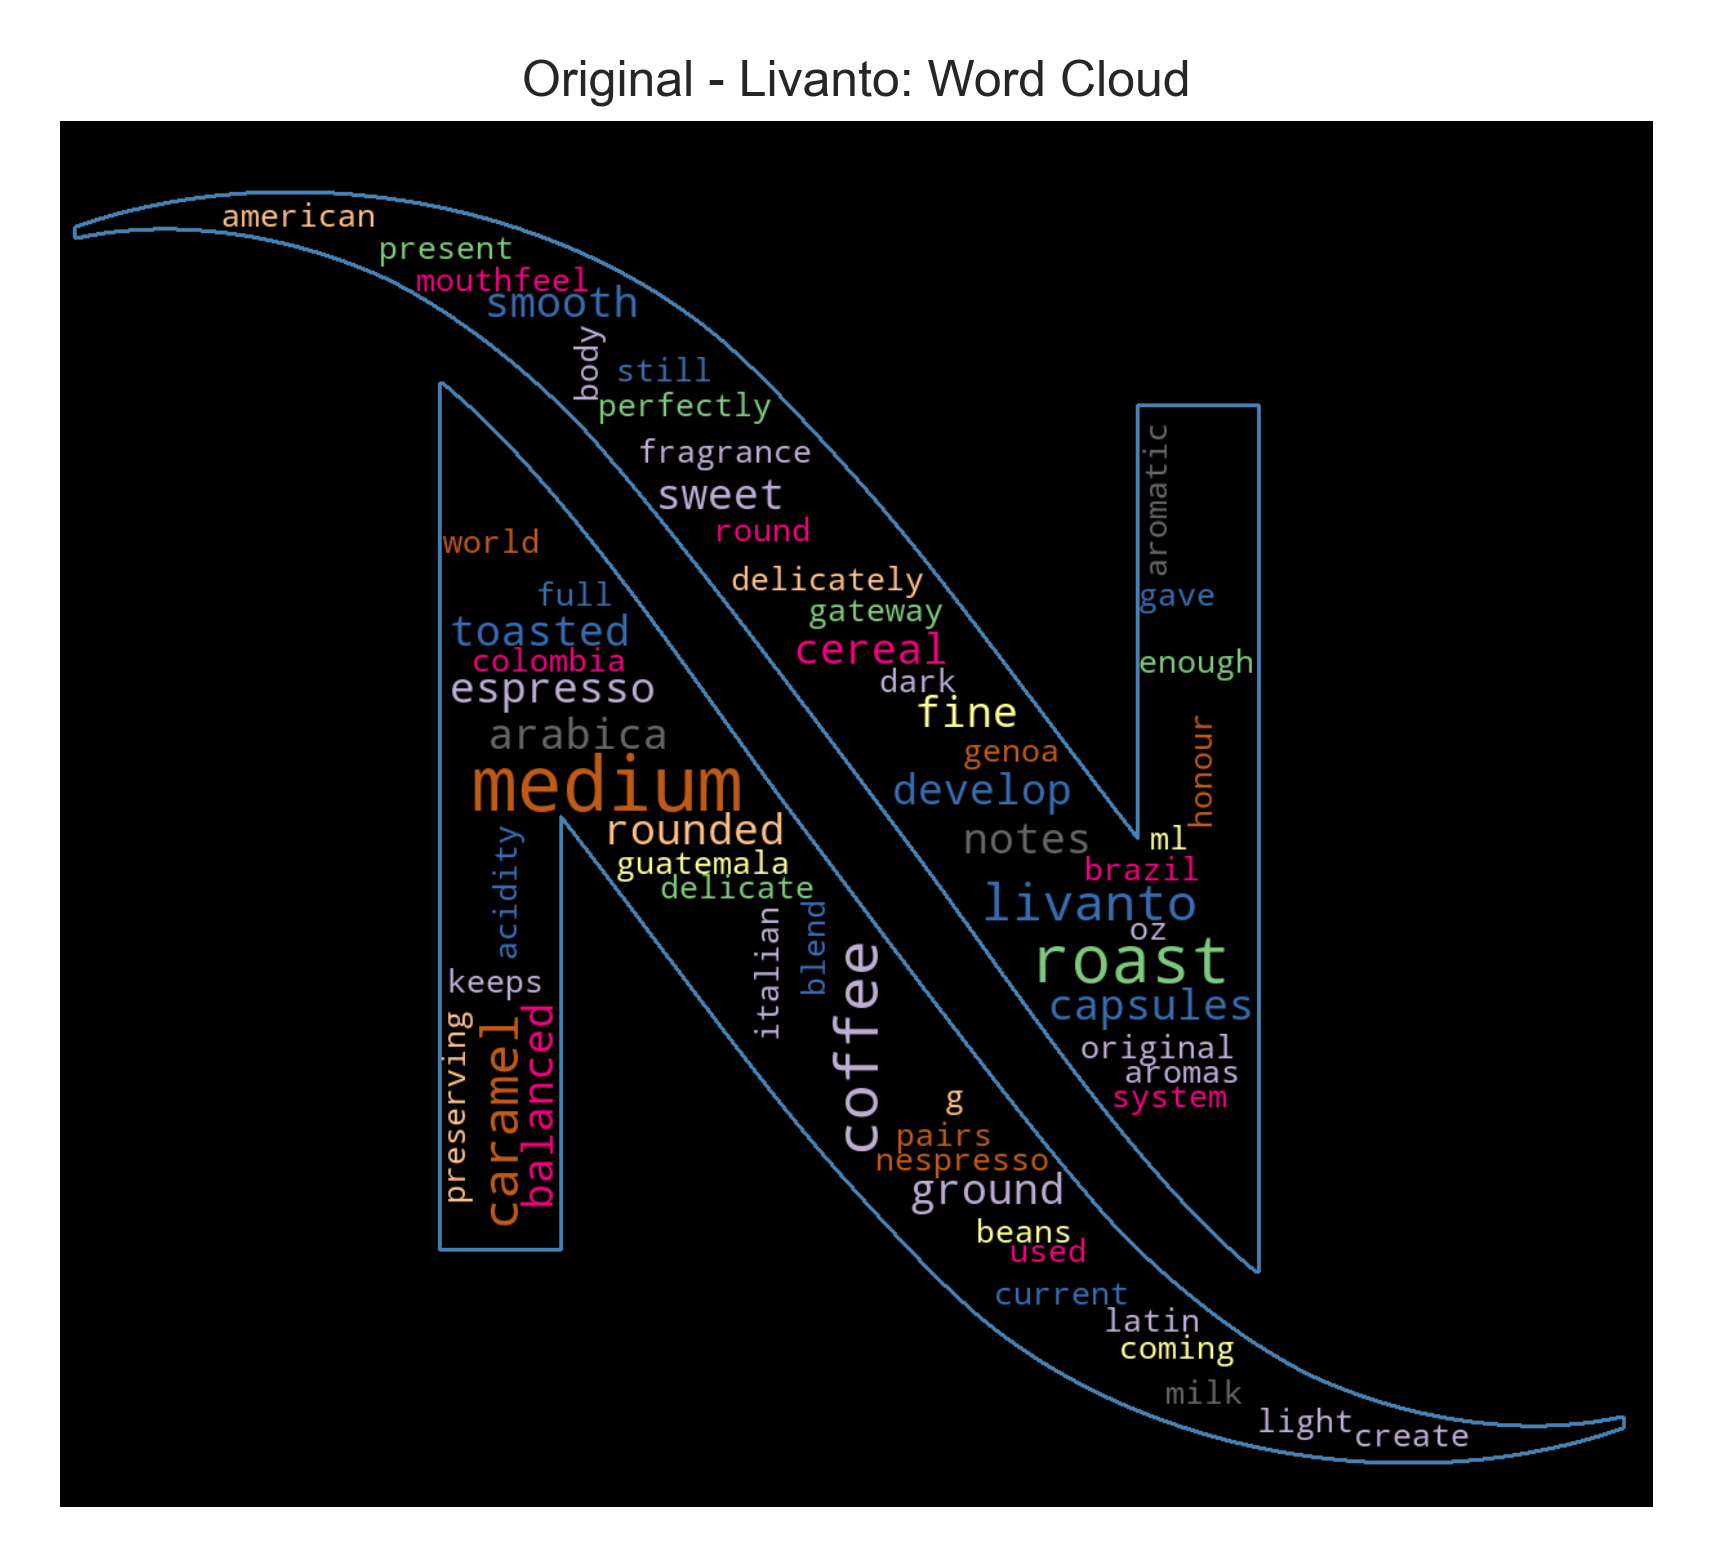 Original - Livanto: Word Cloud
american
present
mouthfeel
smooth
body
still
perfectly
fragrance
sweet
round
delicately
gateway
cereal
dark
fine
genoa
develop
notes
aromatic
gave
enough
honour
ml
brazil
livanto
oz
roast
capsules
original
aromas
system
world
full
toasted
colombia
espresso
arabica
medium
rounded
guatemala
delicate
acidity
keeps
preserving
caramel
balanced
italian
blend
coffee
g
pairs
nespresso
ground
beans
used
current
latin
coming
milk
light
create